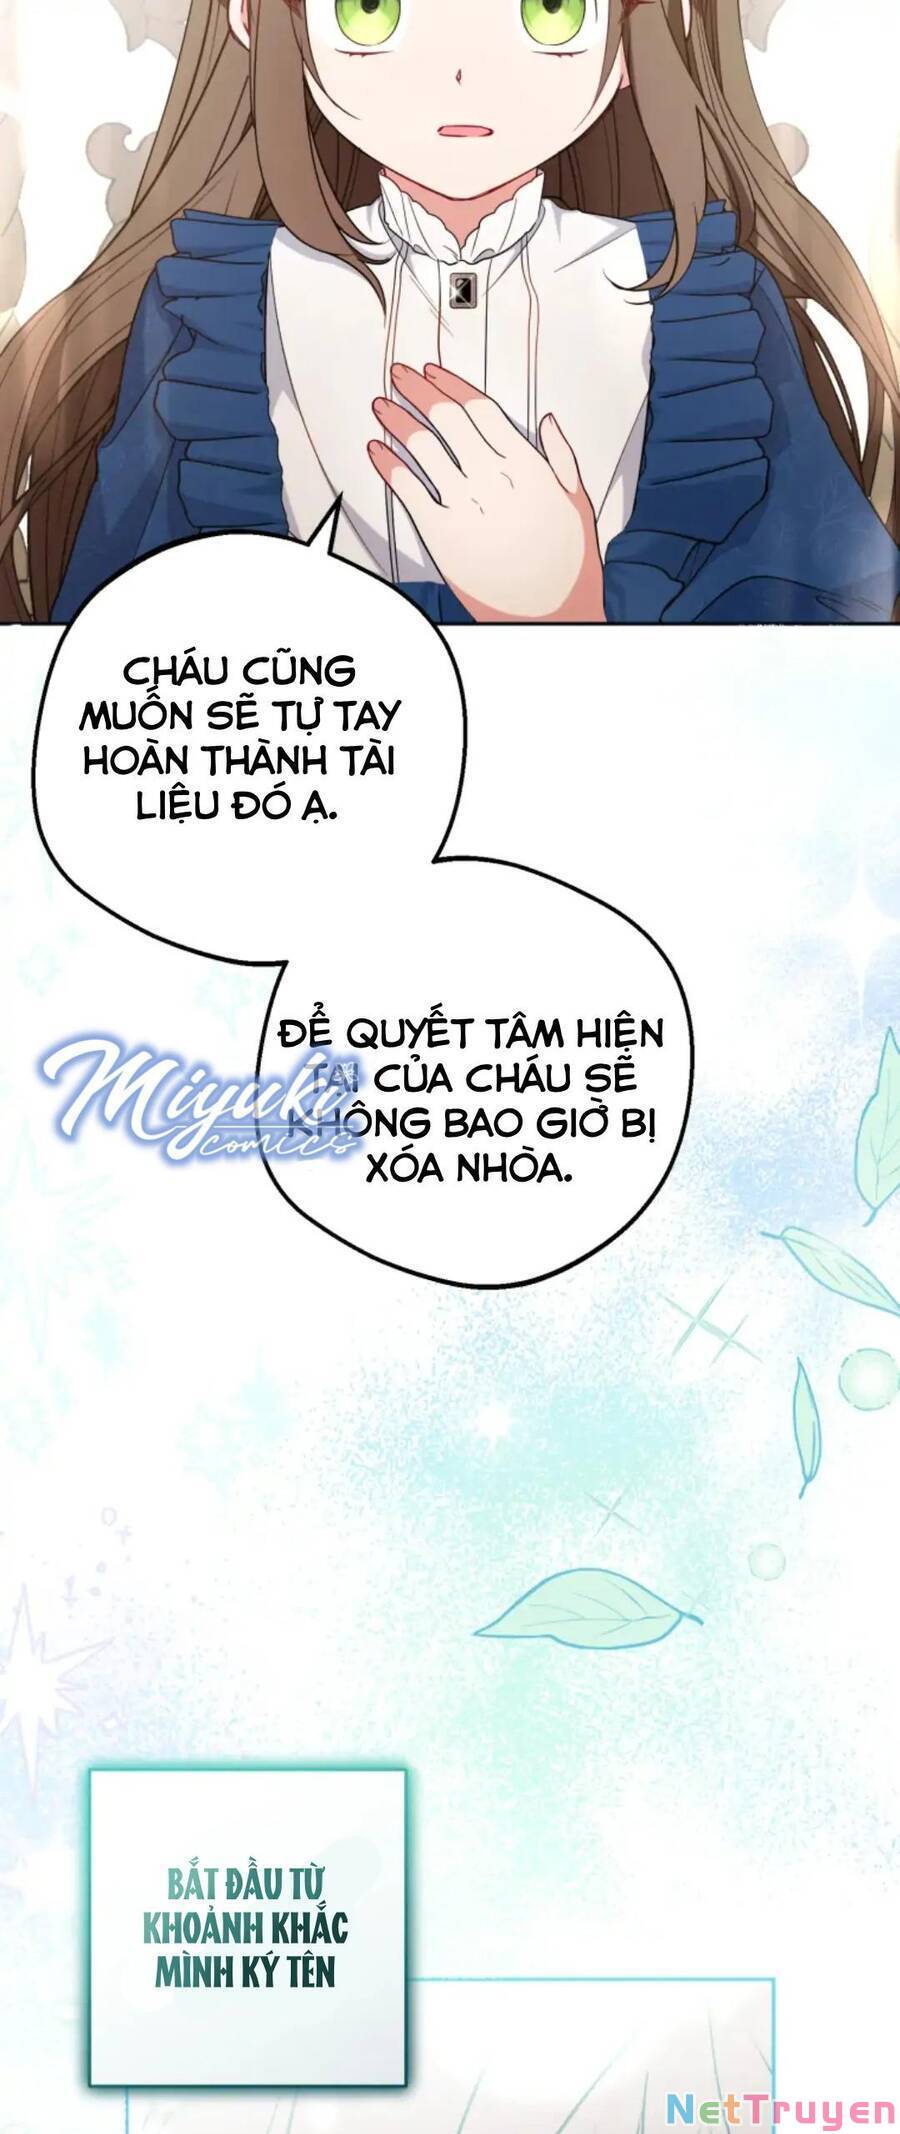 CHÁU CŨNG
MUỐN SẼ TỰ TAY
HOÀN THÀNH TÀI
LIỆU ĐÓ Ạ.
ĐỂ QUYẾT TÂM HIỆN
TẠI CỦA CHÁU SẼ
KHÔNG BAO GIỜ BỊ
XÓA NHÒA.
Miyuki
comics
BẮT ĐẦU TỪ
KHOẢNH KHẮC
MÌNH KÝ TÊN
NetTruyen